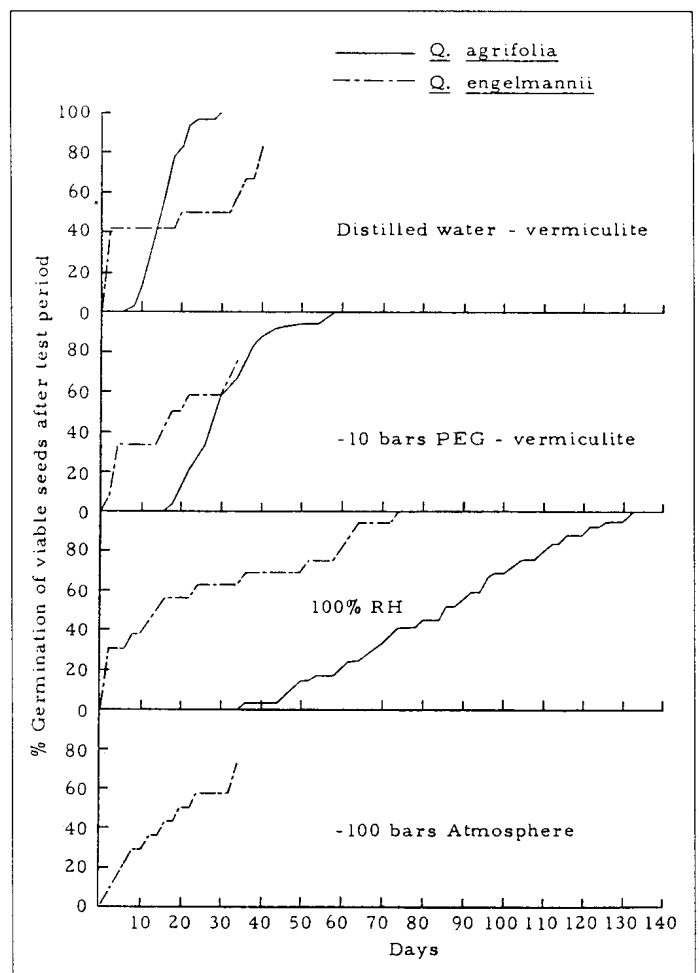 Q. agrifolia
Q. engelmannii
% Germination of viable seeds after test period
100
80
60
40
20
0
Distilled water - vermiculite
80
60
40
20
0
-10 bars PEG - vermiculite
80
60
40
20
0
100% RH
80
60
40
20
0
-100 bars Atmosphere
10 20 30 40 50 60 70 80 90 100 110 120 130 140
Days